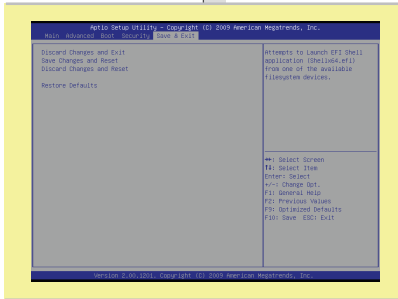 Aptio Setup Utility - Copyright (C) 2009 American Megatrends, Inc.
Main Advanced Boot Security Save & Exit
Discard Changes and Exit
Save Changes and Reset
Discard Changes and Reset
Restore Defaults
Attempts to Launch EFI Shell
application (Shellx64.efi)
from one of the available
filesystem devices.
↔: Select Screen
↑↓: Select Item
Enter: Select
+/-: Change Opt.
F1: General Help
F2: Previous Values
F9: Optimized Defaults
F10: Save ESC: Exit
Version 2.00.1201. Copyright (C) 2009 American Megatrends, Inc.